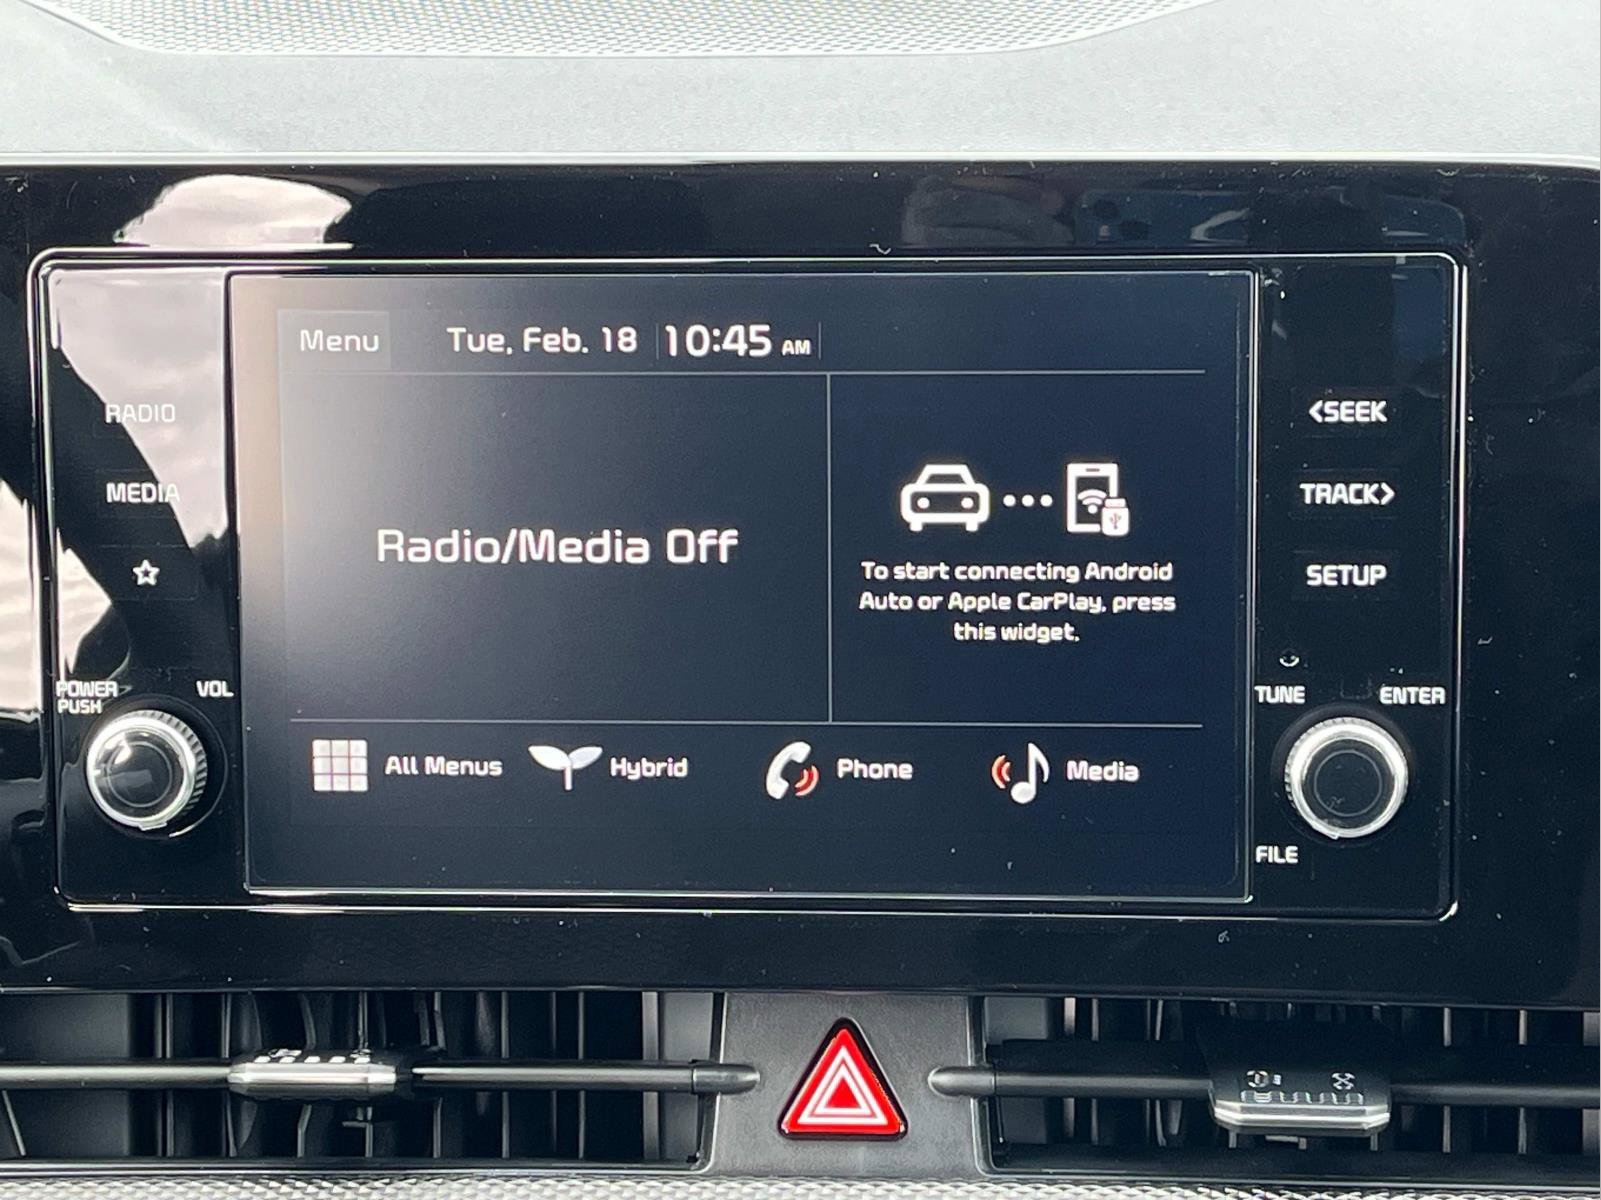 Menu
Tue, Feb. 18 10:45 AM
RADIO
MEDIA
POWER
PUSH
VOL
Radio/Media Off
To start connecting Android
Auto or Apple CarPlay, press
this widget.
All Menus
Hybrid
Phone
Media
<SEEK
TRACK>
SETUP
TUNE
ENTER
FILE